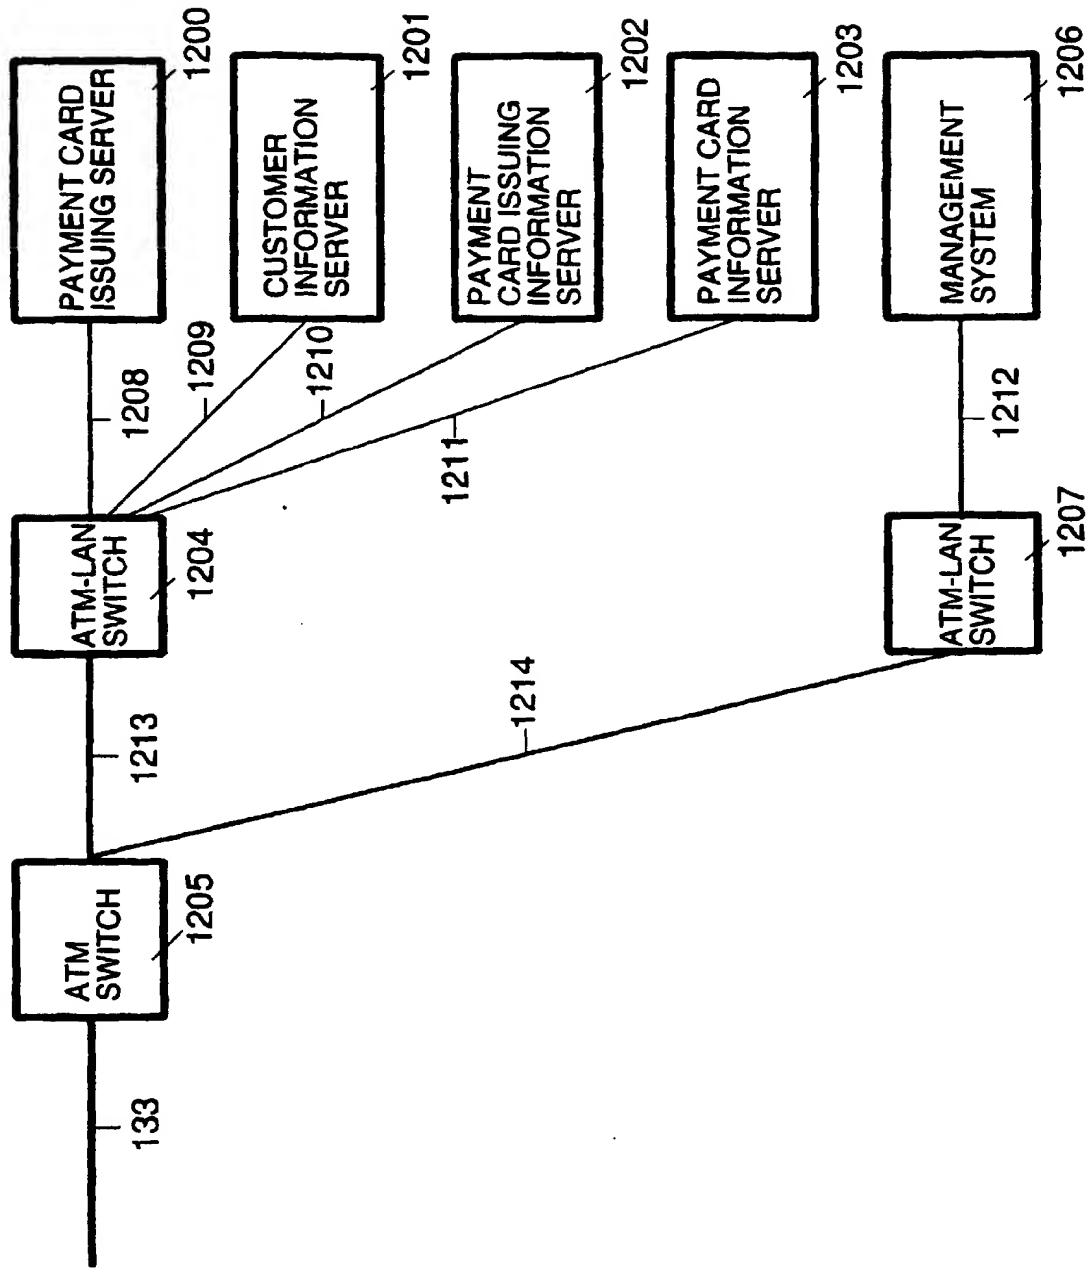 PAYMENT CARD
ISSUING SERVER
1200
CUSTOMER
INFORMATION
SERVER
1201
PAYMENT
CARD ISSUING
INFORMATION
SERVER
1202
PAYMENT CARD
INFORMATION
SERVER
1203
MANAGEMENT
SYSTEM
1206
1208
1209
1210
1211
1212
ATM-LAN
SWITCH
1204
ATM-LAN
SWITCH
1207
1213
1214
ATM
SWITCH
1205
133